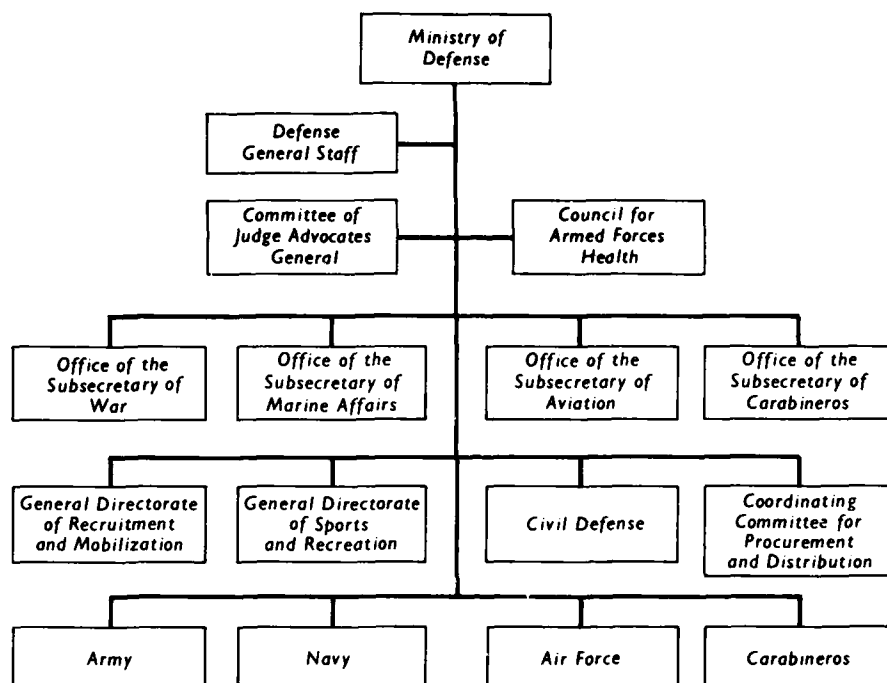 Ministry of
Defense
Defense
General Staff
Committee of
Judge Advocates
General
Council for
Armed Forces
Health
Office of the
Subsecretary of
War
Office of the
Subsecretary of
Marine Affairs
Office of the
Subsecretary of
Aviation
Office of the
Subsecretary of
Carabineros
General Directorate
of Recruitment
and Mobilization
General Directorate
of Sports
and Recreation
Civil Defense
Coordinating
Committee for
Procurement
and Distribution
Army
Navy
Air Force
Carabineros